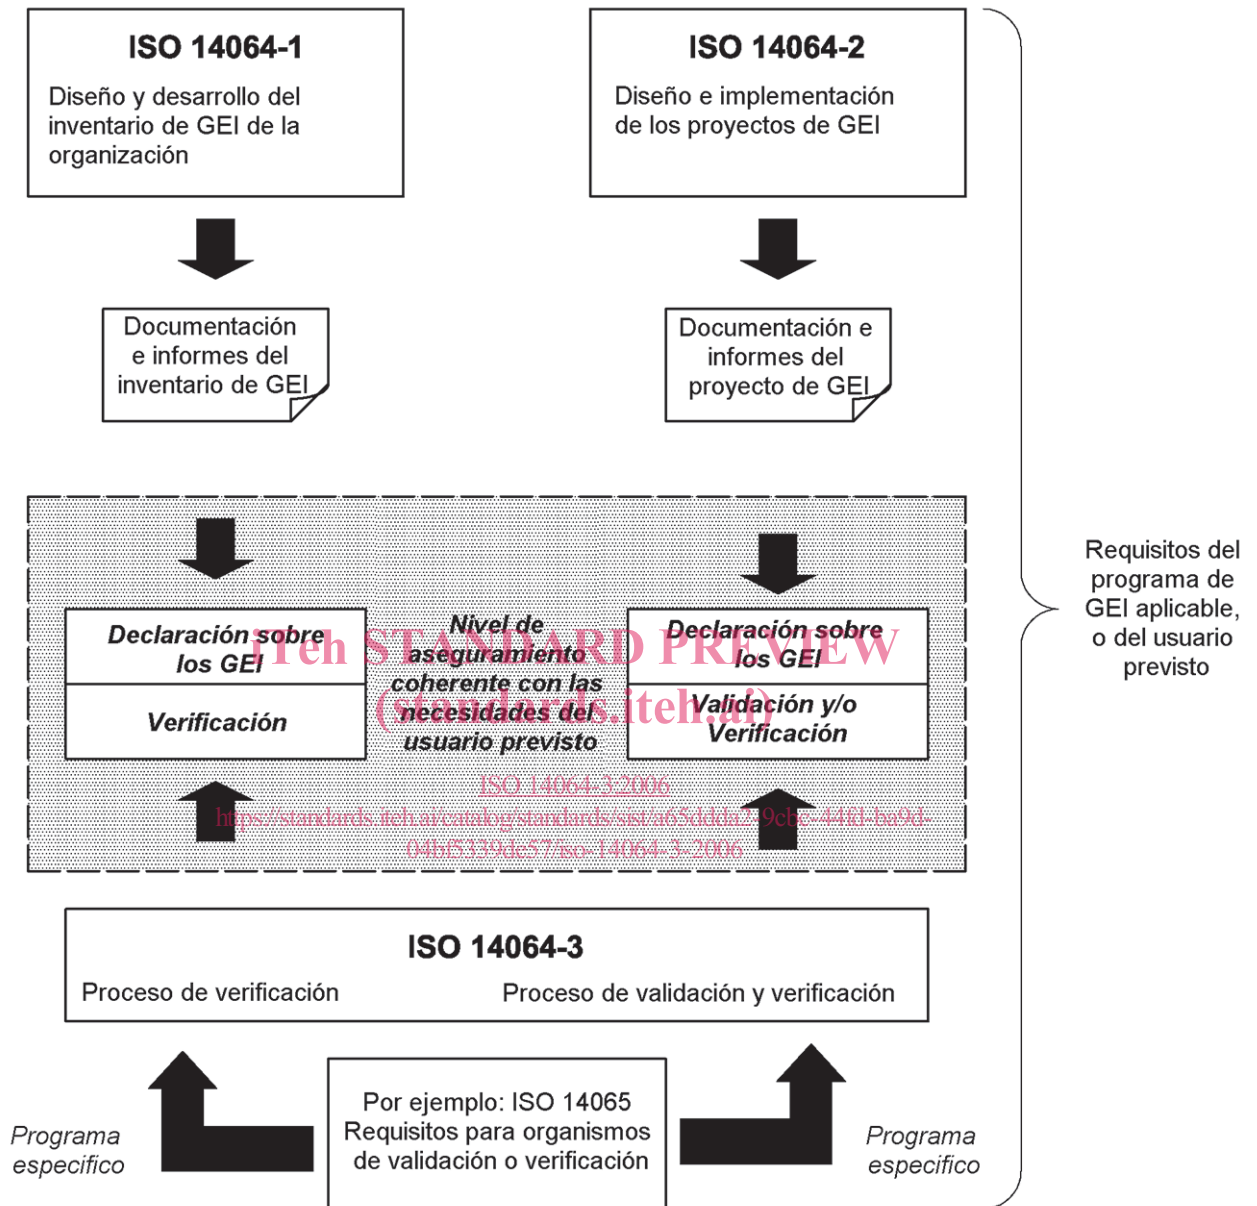 ISO 14064-1
Diseño y desarrollo del
inventario de GEI de la
organización
ISO 14064-2
Diseño e implementación
de los proyectos de GEI
Documentación
e informes del
inventario de GEI
Documentación e
informes del
proyecto de GEI
Declaración sobre
los GEI
Verificación
Nivel de
aseguramiento
coherente con las
necesidades del
usuario previsto
Declaración sobre
los GEI
Validación y/o
Verificación
iTeh STANDARD PREVIEW
(standards.iteh.ai)
ISO 14064-3:2006
https://standards.iteh.ai/catalog/standards/sist/a65ddda2-9cbc-44fd-ba9d-
04bf5339de57/iso-14064-3-2006
Requisitos del
programa de
GEI aplicable,
o del usuario
previsto
ISO 14064-3
Proceso de verificación
Proceso de validación y verificación
Programa
especifico
Por ejemplo: ISO 14065
Requisitos para organismos
de validación o verificación
Programa
especifico